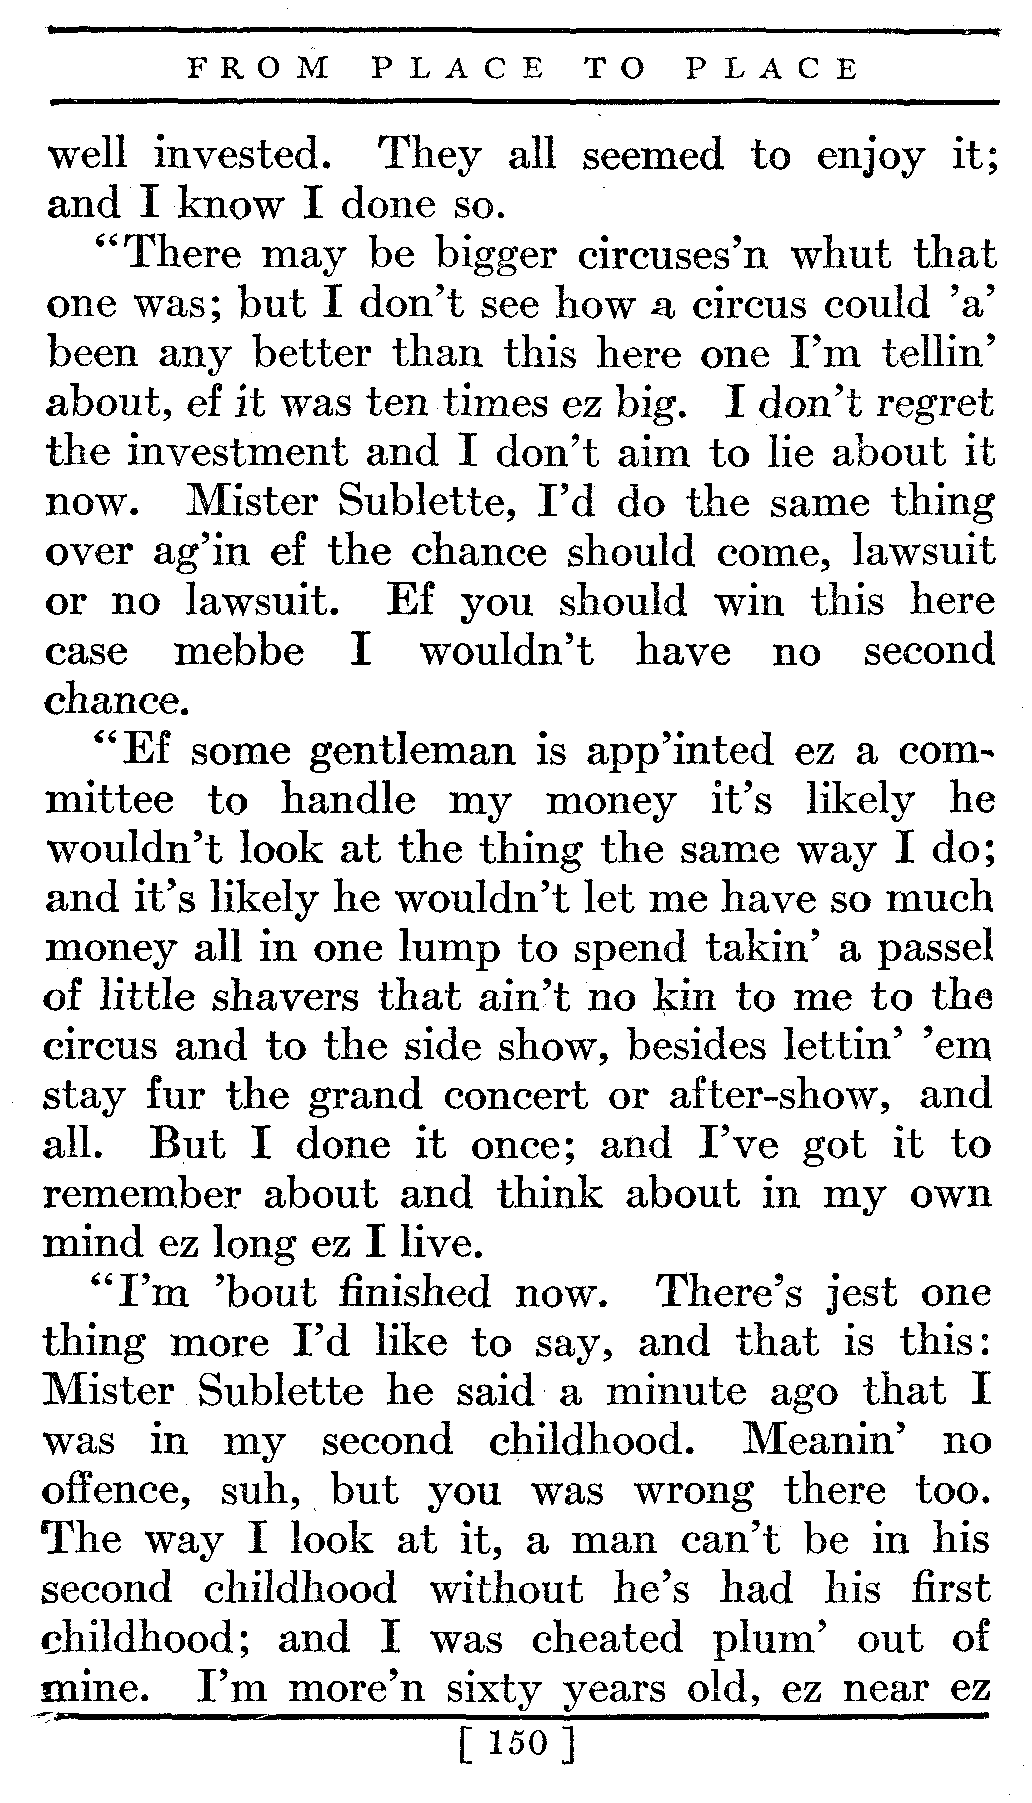 FROM PLACE TO PLACE
well invested. They all seemed to enjoy it;
and I know I done so.
“There may be bigger circuses’n whut that
one was; but I don’t see how a circus could ’a’
been any better than this here one I’m tellin’
about, ef it was ten times ez big. I don’t regret
the investment and I don’t aim to lie about it
now. Mister Sublette, I’d do the same thing
over ag’in ef the chance should come, lawsuit
or no lawsuit. Ef you should win this here
case mebbe I wouldn’t have no second
chance.
“Ef some gentleman is app’inted ez a com-
mittee to handle my money it’s likely he
wouldn’t look at the thing the same way I do;
and it’s likely he wouldn’t let me have so much
money all in one lump to spend takin’ a passel
of little shavers that ain’t no kin to me to the
circus and to the side show, besides lettin’ ’em
stay fur the grand concert or after-show, and
all. But I done it once; and I’ve got it to
remember about and think about in my own
mind ez long ez I live.
“I’m ’bout finished now. There’s jest one
thing more I’d like to say, and that is this:
Mister Sublette he said a minute ago that I
was in my second childhood. Meanin’ no
offence, suh, but you was wrong there too.
The way I look at it, a man can’t be in his
second childhood without he’s had his first
childhood; and I was cheated plum’ out of
mine. I’m more’n sixty years old, ez near ez
[ 150 ]